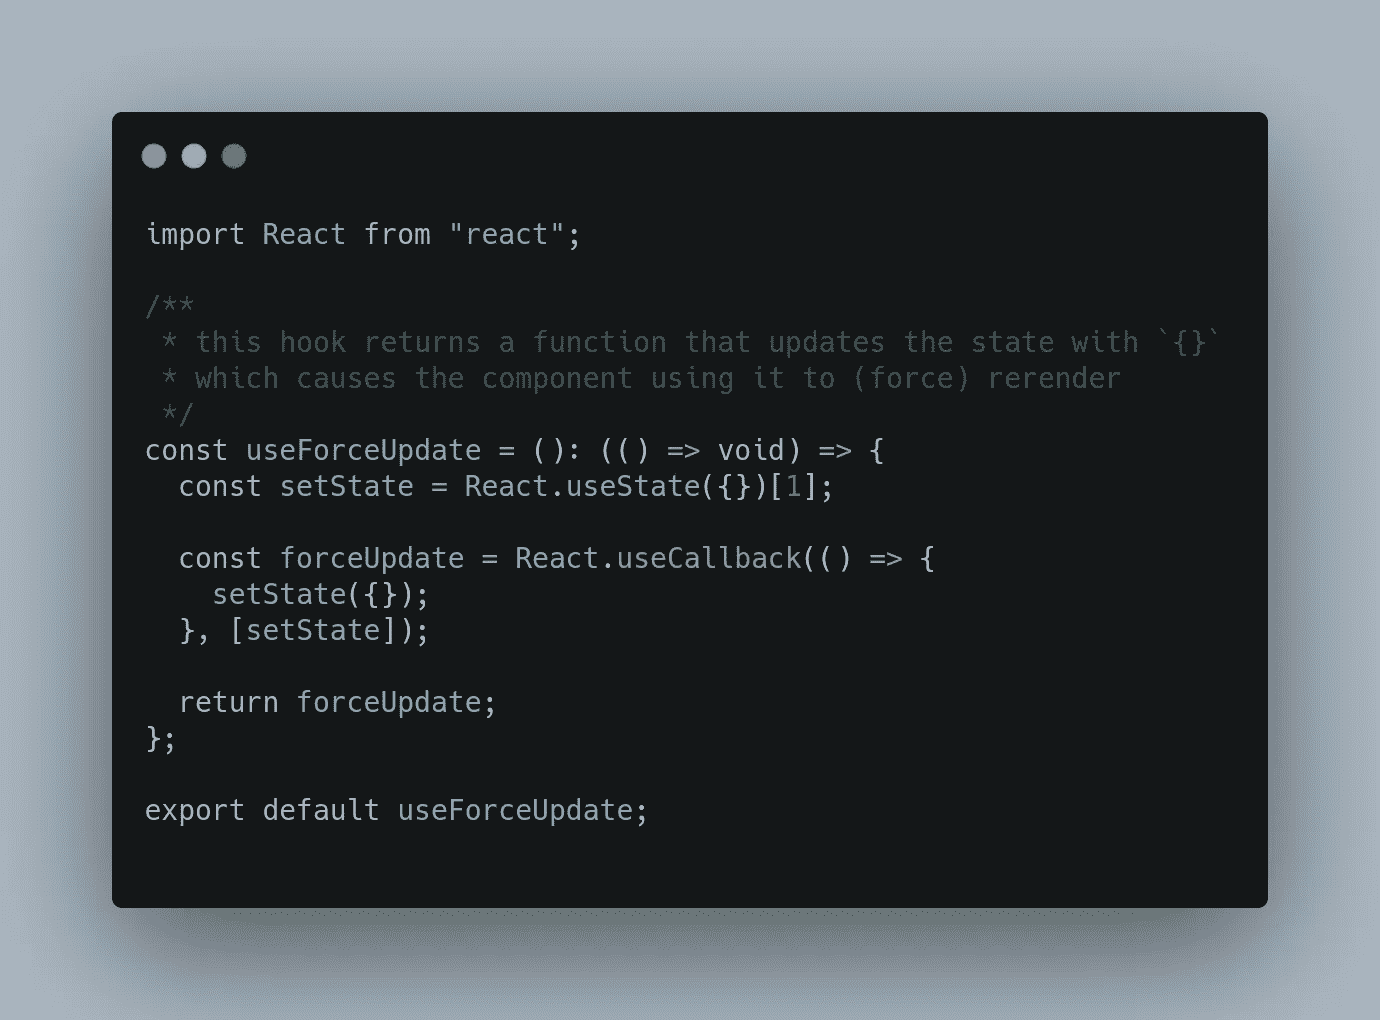 import React from "react";
/**
 * this hook returns a function that updates the state with `{}`
 * which causes the component using it to (force) rerender
 */
const useForceUpdate = (): (() => void) => {
  const setState = React.useState({})[1];
  const forceUpdate = React.useCallback(() => {
    setState({});
  }, [setState]);
  return forceUpdate;
};
export default useForceUpdate;